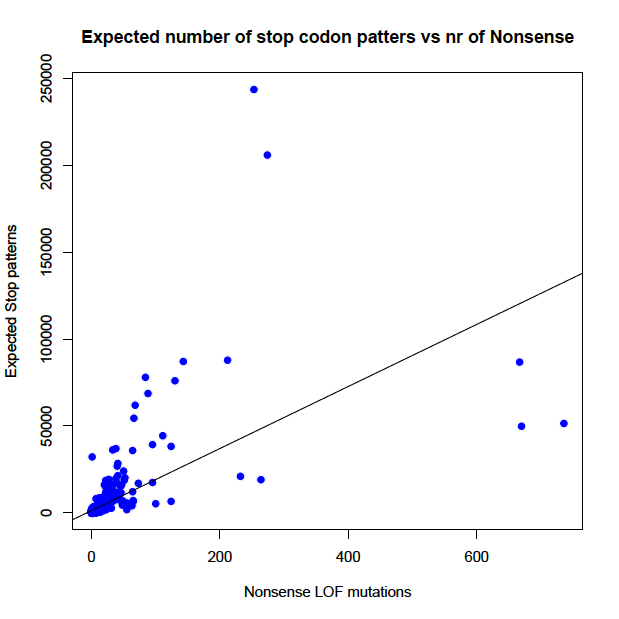 Expected number of stop codon patters vs nr of Nonsense
250000
200000
150000
100000
50000
0
Expected Stop patterns
0 200 400 600
Nonsense LOF mutations